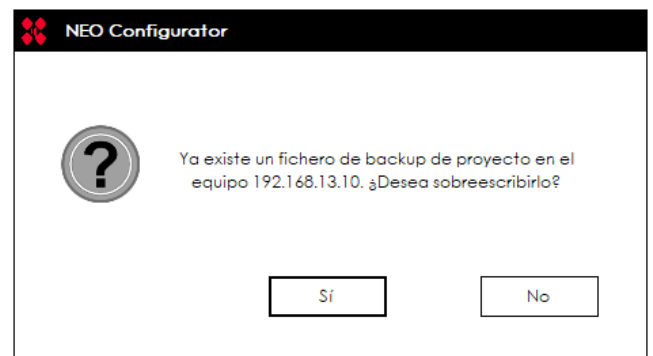 NEO Configurator
Ya existe un fichero de backup de proyecto en el
equipo 192.168.13.10. ¿Desea sobreescribirlo?
Sí
No